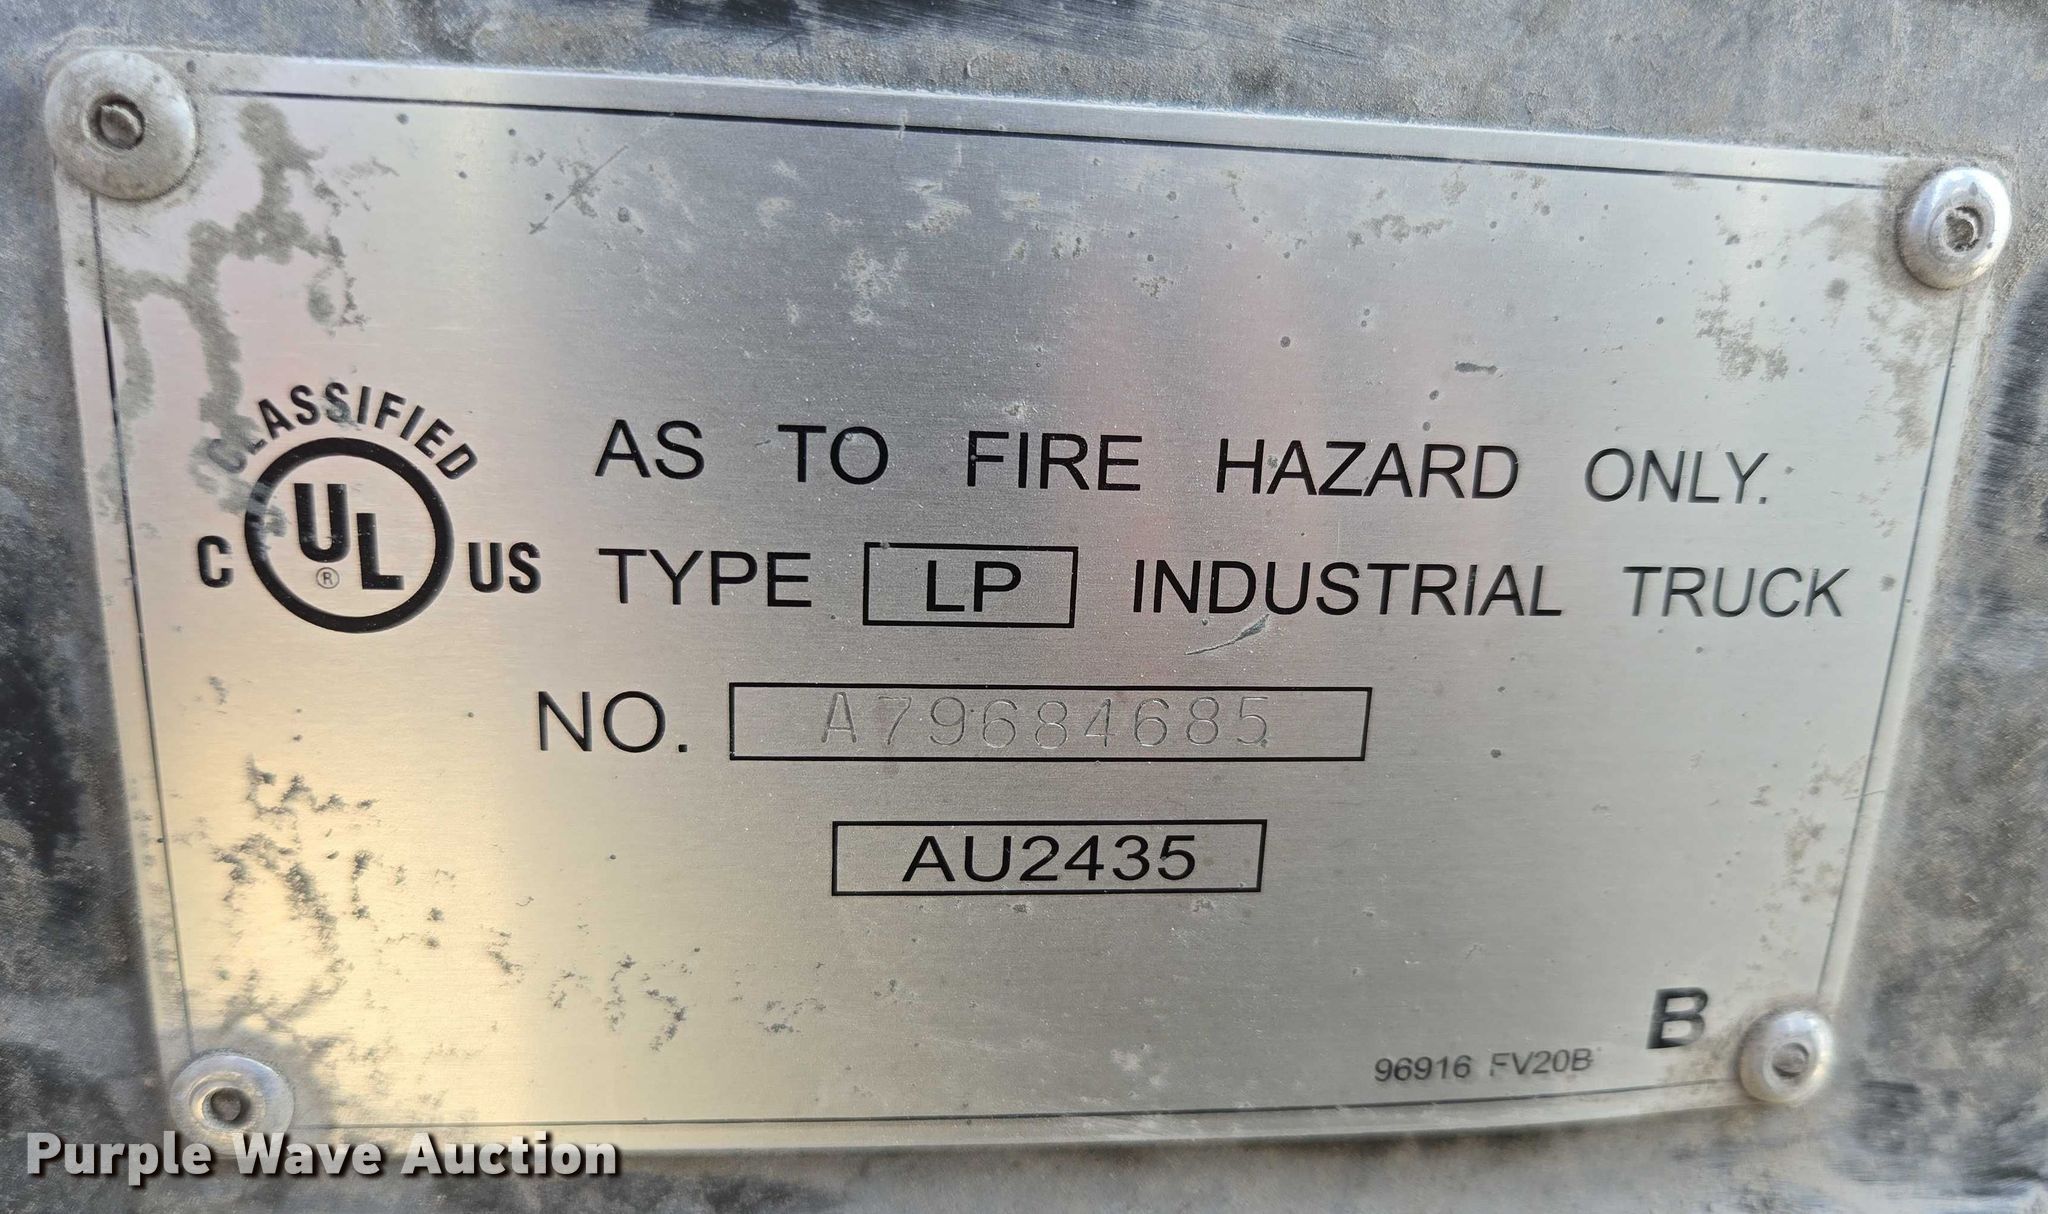 CLASSIFIED
C UL ® US
AS TO FIRE HAZARD ONLY.
TYPE LP INDUSTRIAL TRUCK
NO. A79684685
AU2435
B
96916 FV20B
Purple Wave Auction